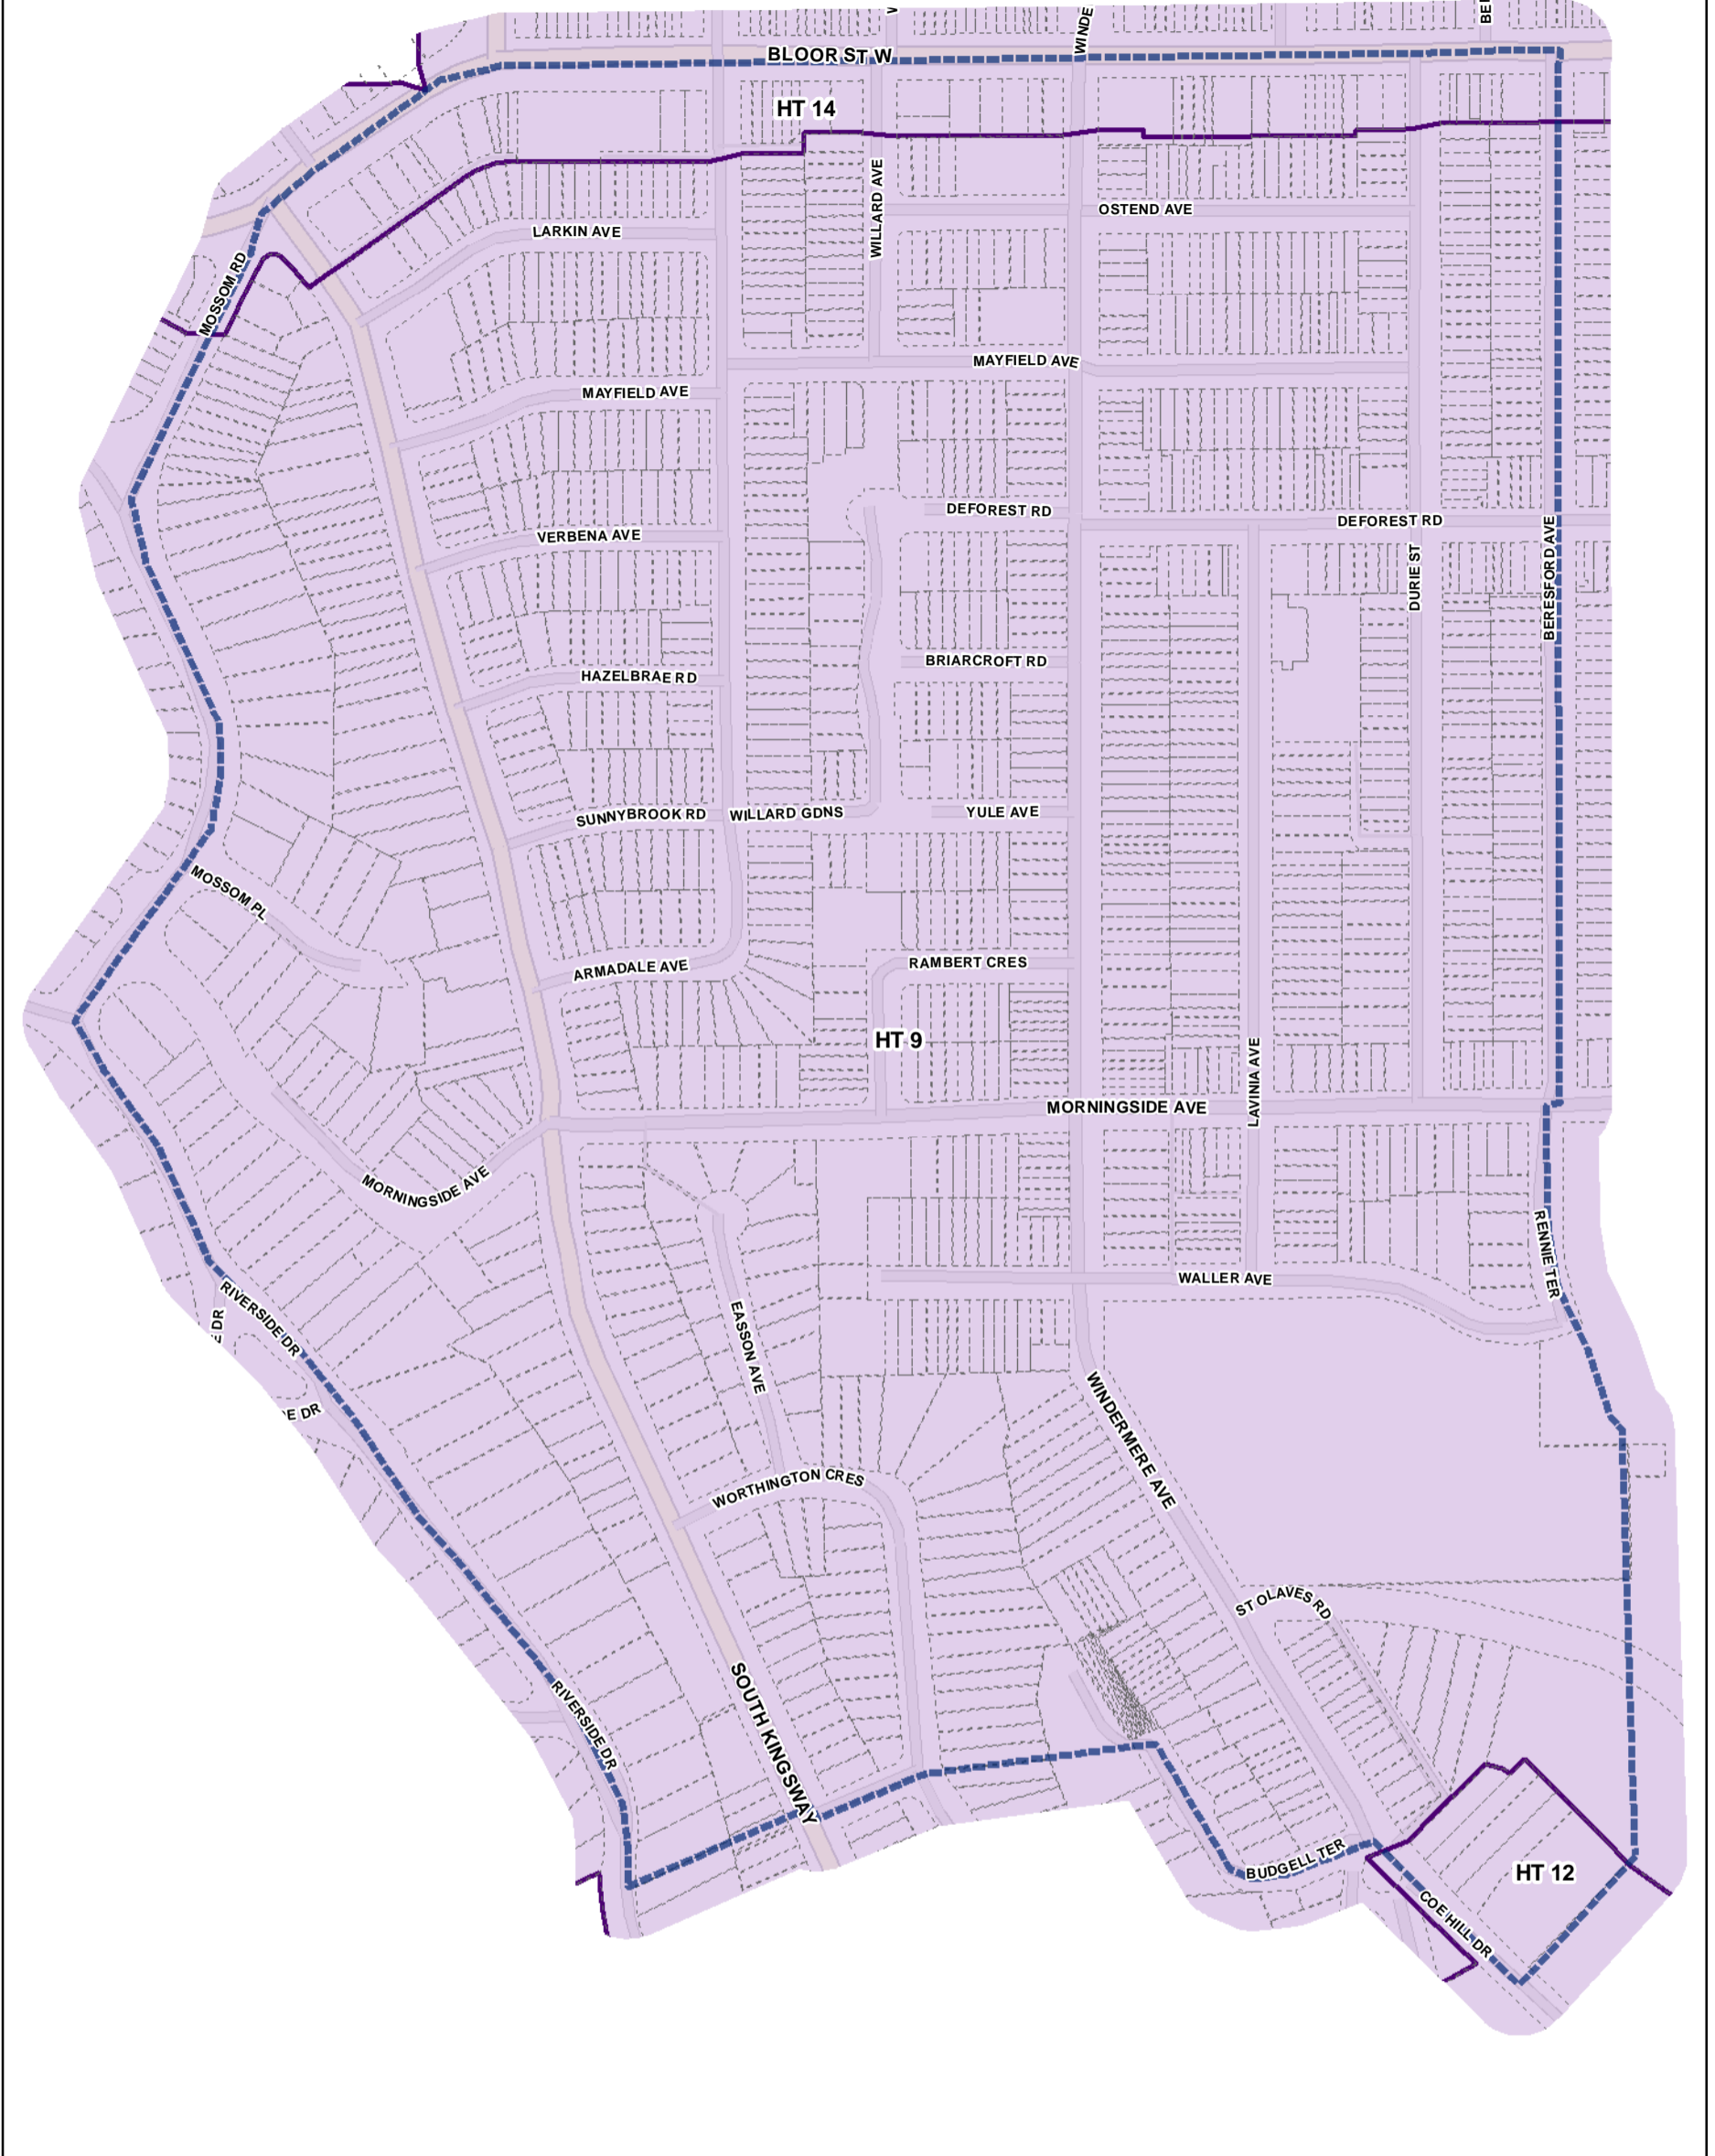 WINDE
BLOOR ST W
HT 14
WILLARD AVE
OSTEND AVE
LARKIN AVE
MOSSOM RD
MAYFIELD AVE
MAYFIELD AVE
DEFOREST RD
DEFOREST RD
VERBENA AVE
DURIE ST
BERESFORD AVE
BRIARCROFT RD
HAZELBRAE RD
SUNNYBROOK RD
WILLARD GDNS
YULE AVE
MOSSOM PL
ARMADALE AVE
RAMBERT CRES
HT 9
LAVINIA AVE
MORNINGSIDE AVE
MORNINGSIDE AVE
RENNIE TER
WALLER AVE
RIVERSIDE DR
E DR
EASSON AVE
E DR
WINDERMERE AVE
WORTHINGTON CRES
ST OLAVES RD
RIVERSIDE DR
SOUTH KINGSWAY
BUDGELL TER
HT 12
COE HILL DR